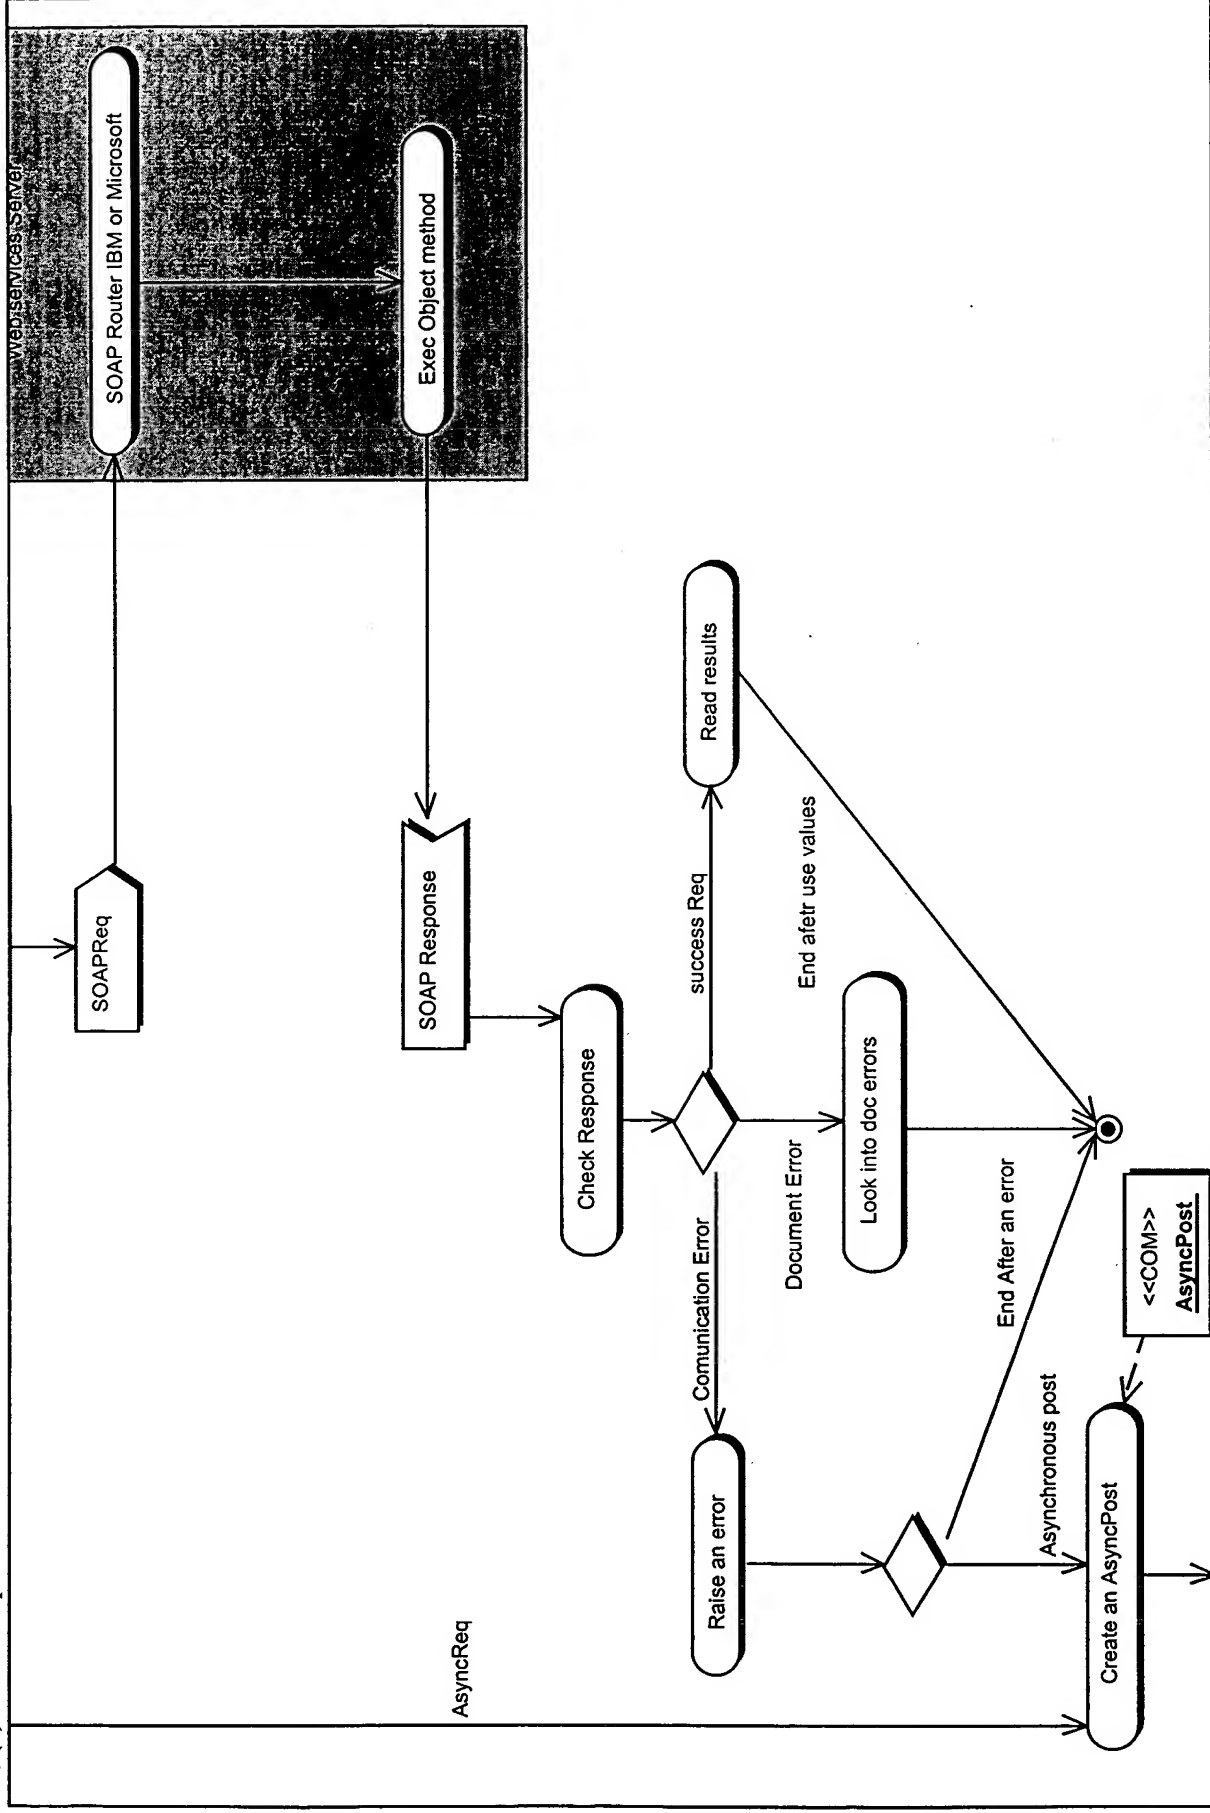 Webservices Server
SOAP Router IBM or Microsoft
Exec Object method
SOAPReq
SOAP Response
Check Response
success Req
Read results
End afetr use values
Look into doc errors
Document Error
Comunication Error
Raise an error
End After an error
Asynchronous post
<<COM>>
AsyncPost
Create an AsyncPost
AsyncReq